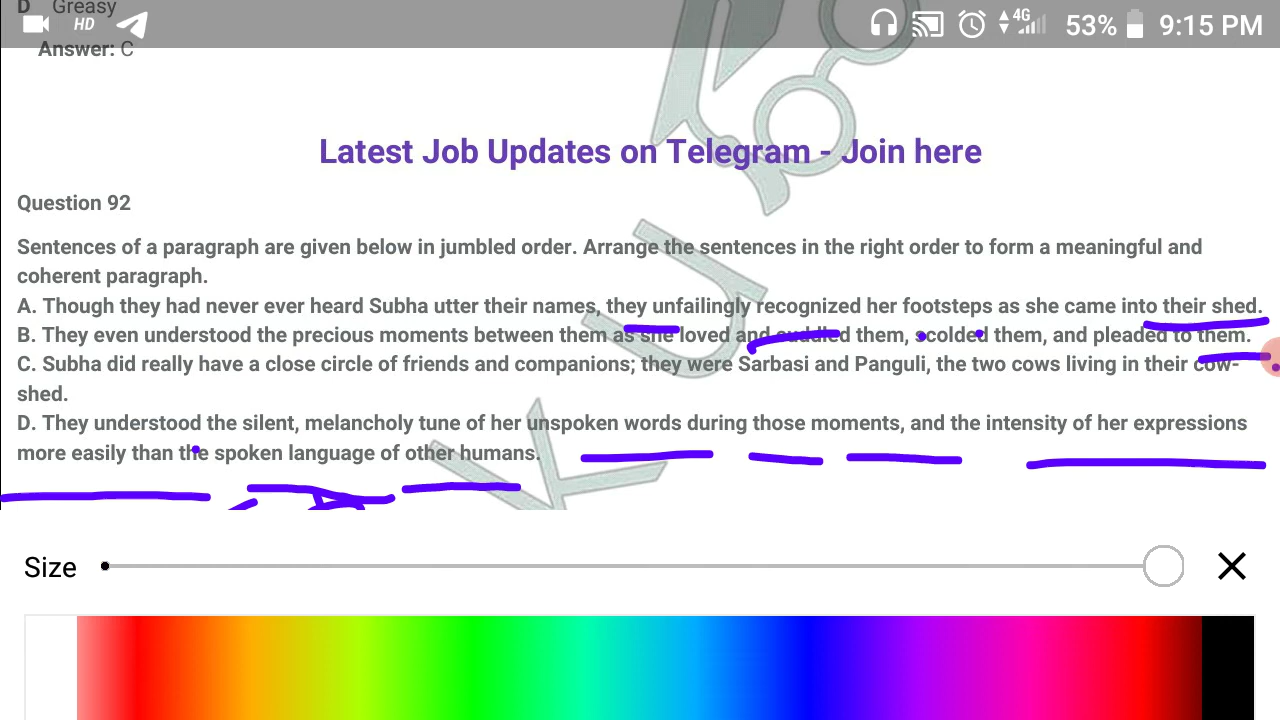 D Greasy
HD
4G
53%
9:15 PM
Answer: C
Latest Job Updates on Telegram - Join here
Question 92
Sentences of a paragraph are given below in jumbled order. Arrange the sentences in the right order to form a meaningful and
coherent paragraph.
A. Though they had never ever heard Subha utter their names, they unfailingly recognized her footsteps as she came into their shed.
B. They even understood the precious moments between them as she loved and cuddled them, scolded them, and pleaded to them.
C. Subha did really have a close circle of friends and companions; they were Sarbasi and Panguli, the two cows living in their cow-
shed.
D. They understood the silent, melancholy tune of her unspoken words during those moments, and the intensity of her expressions
more easily than the spoken language of other humans.
Size